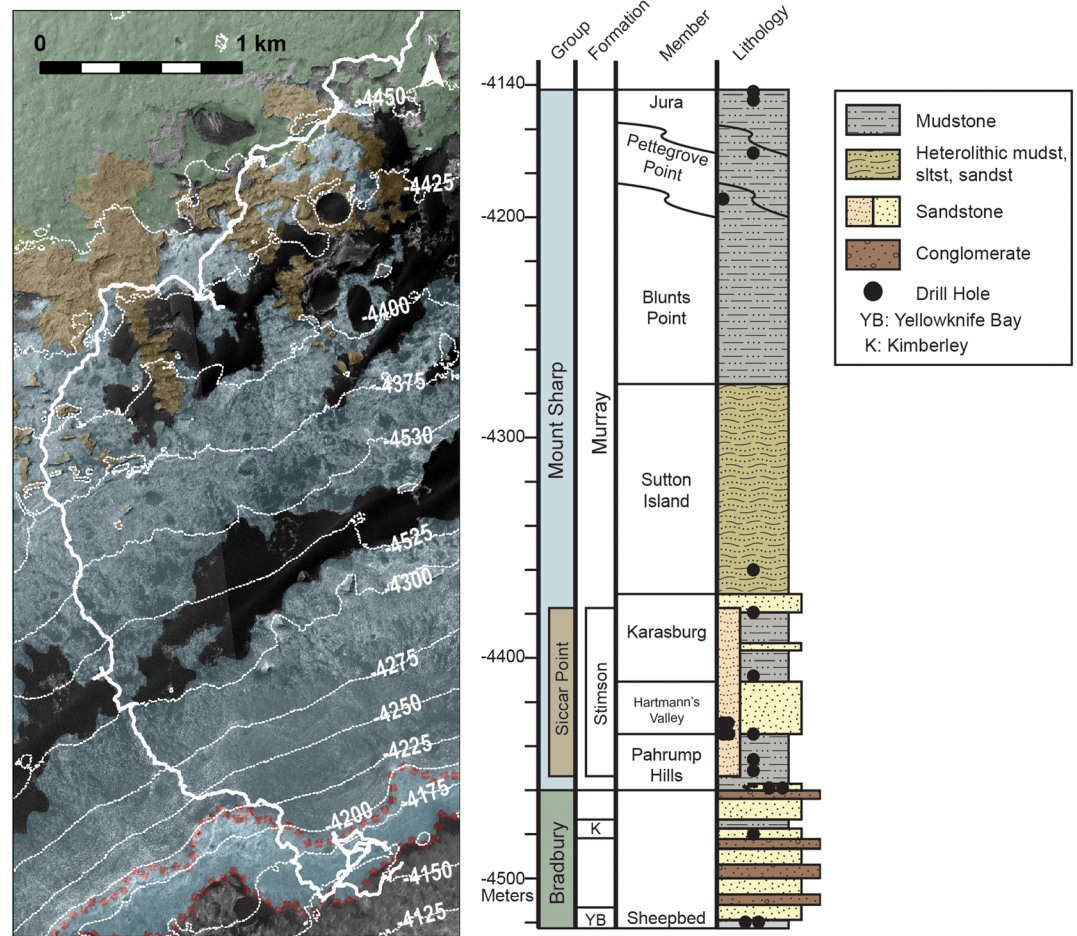 0
1 km
N
-4450
-4425
-4400
-4375
-4530
-4525
-4300
-4275
-4250
-4225
-4175
-4200
-4150
-4125
Group
Formation
Member
Lithology
-4140
-4200
-4300
-4400
-4500
Meters
Mount Sharp
Siccar Point
Bradbury
Murray
Stimson
K
YB
Jura
Pettegrove
Point
Blunts
Point
Sutton
Island
Karasburg
Hartmann's
Valley
Pahrump
Hills
Sheepbed
Mudstone
Heterolithic mudst,
sltst, sandst
Sandstone
Conglomerate
Drill Hole
YB: Yellowknife Bay
K: Kimberley